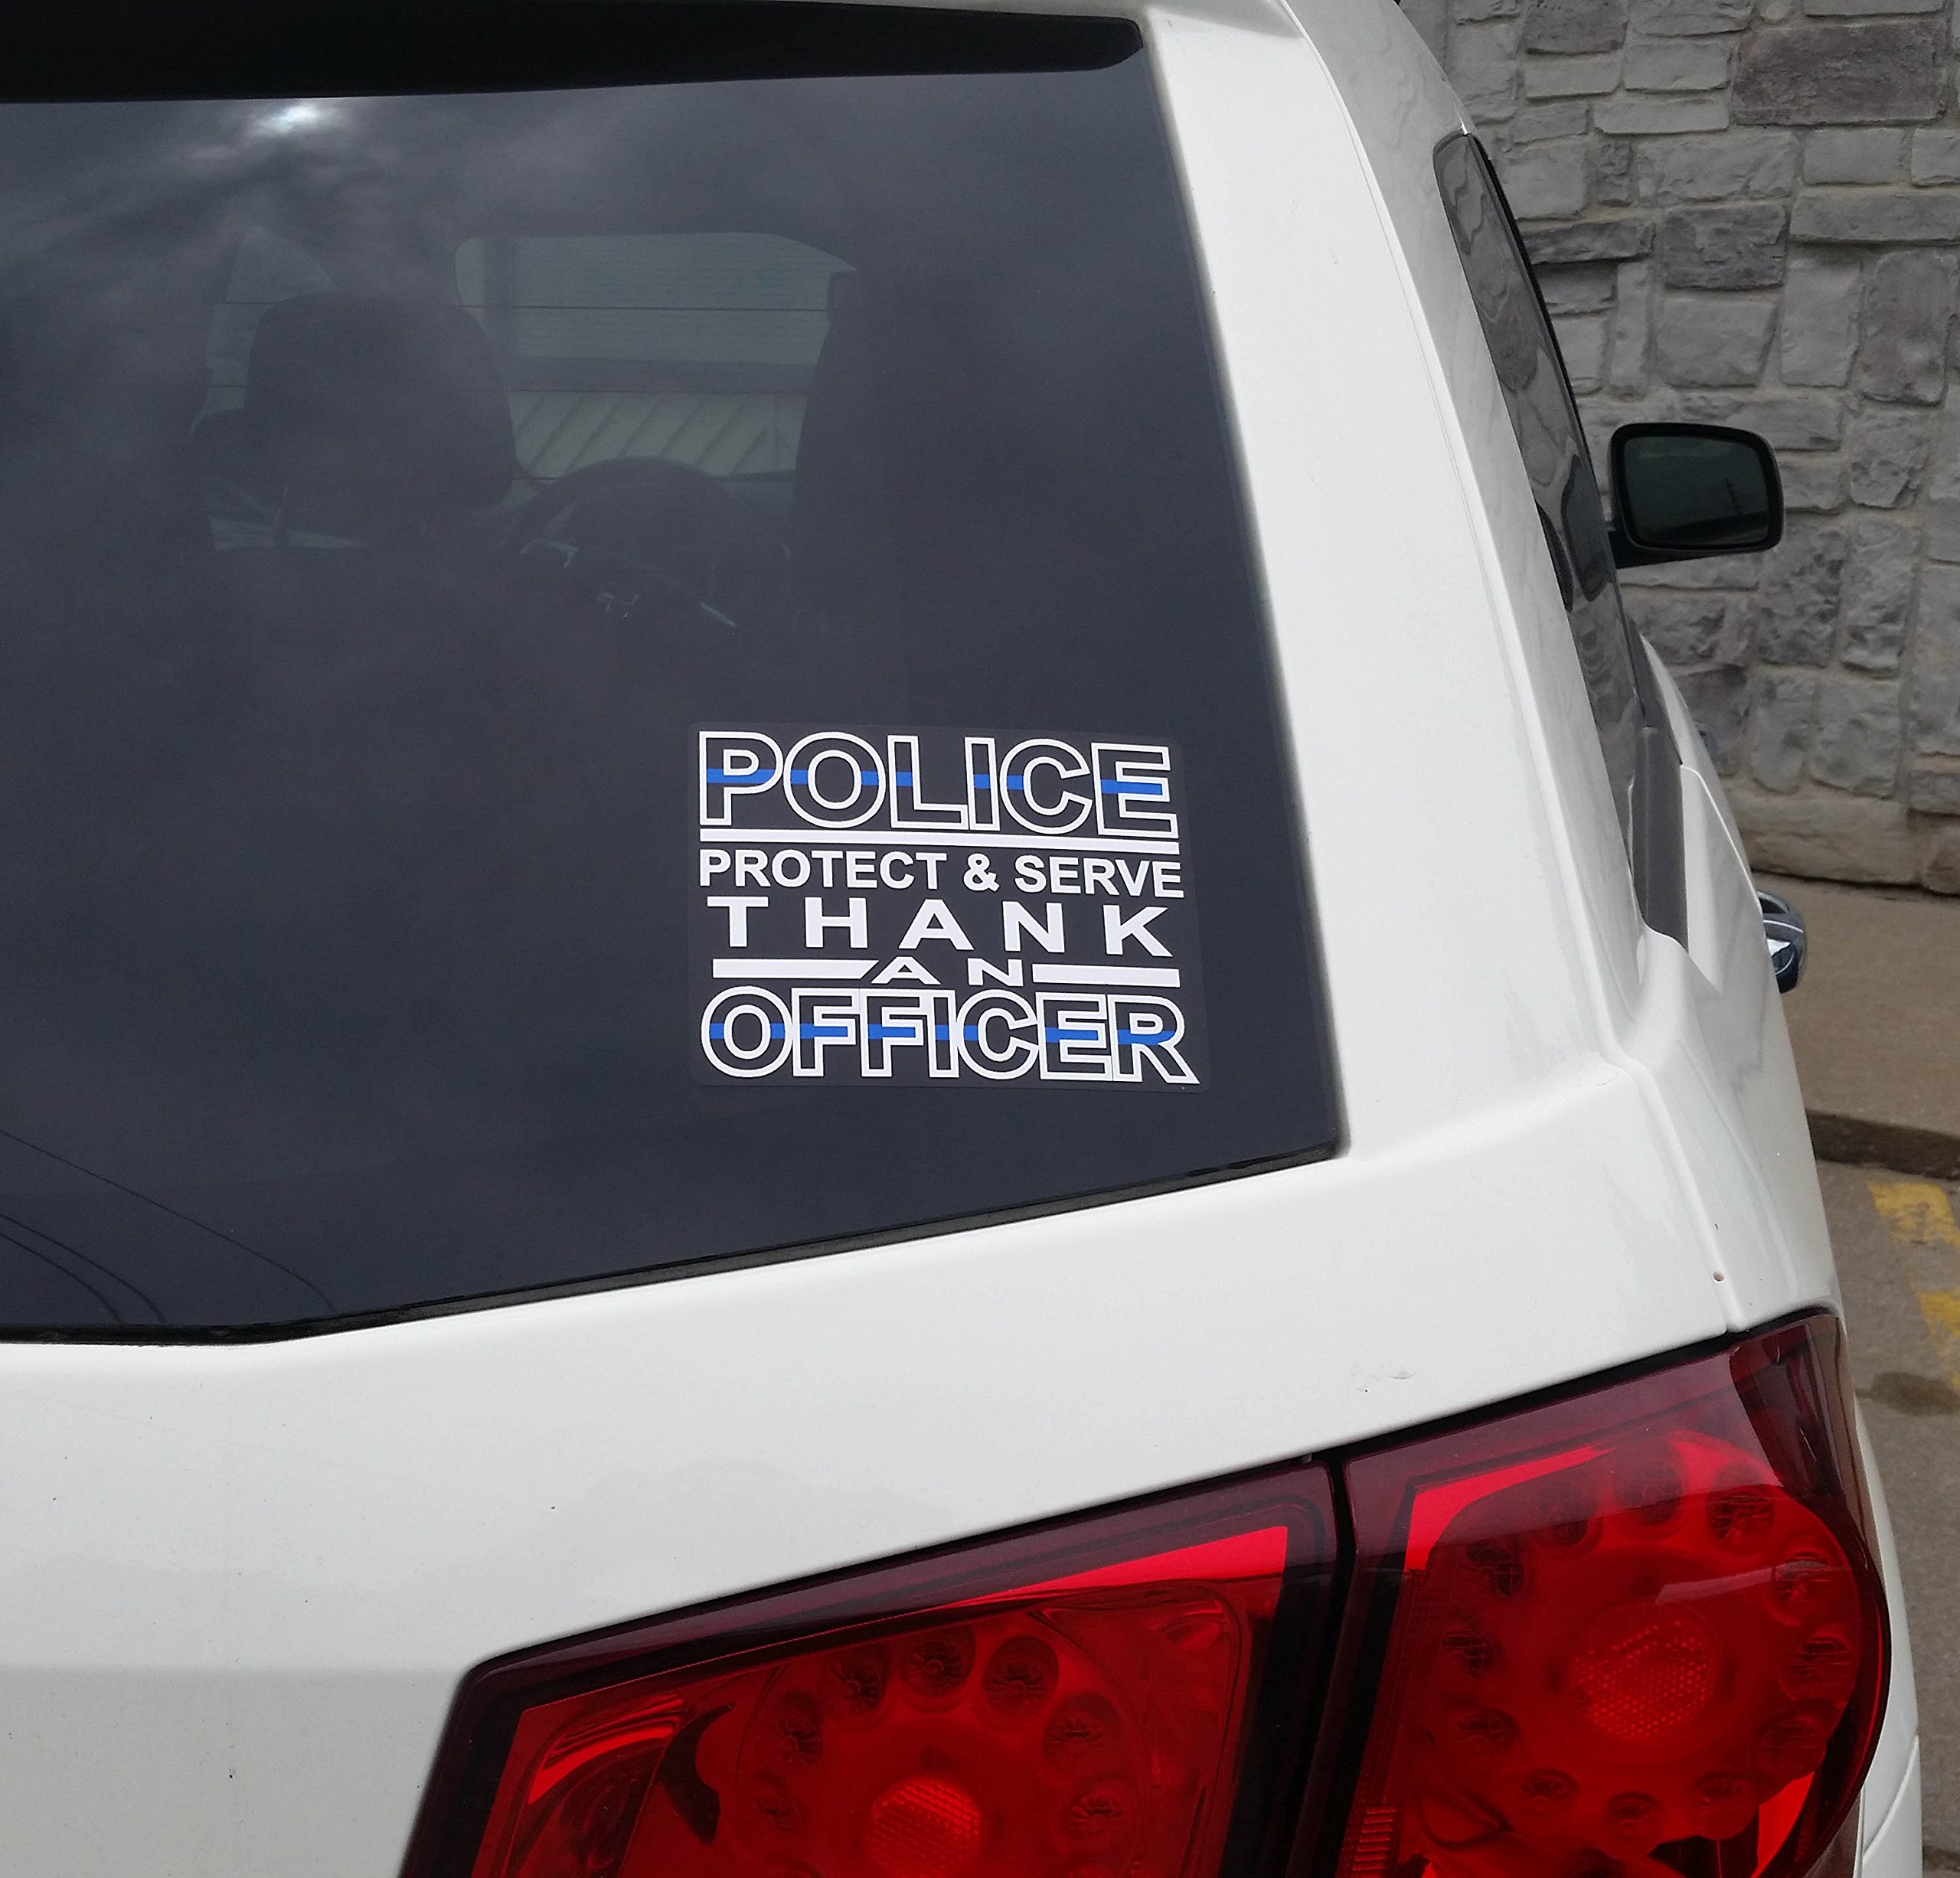 POLICE
PROTECT & SERVE
THANK
AN
OFFICER